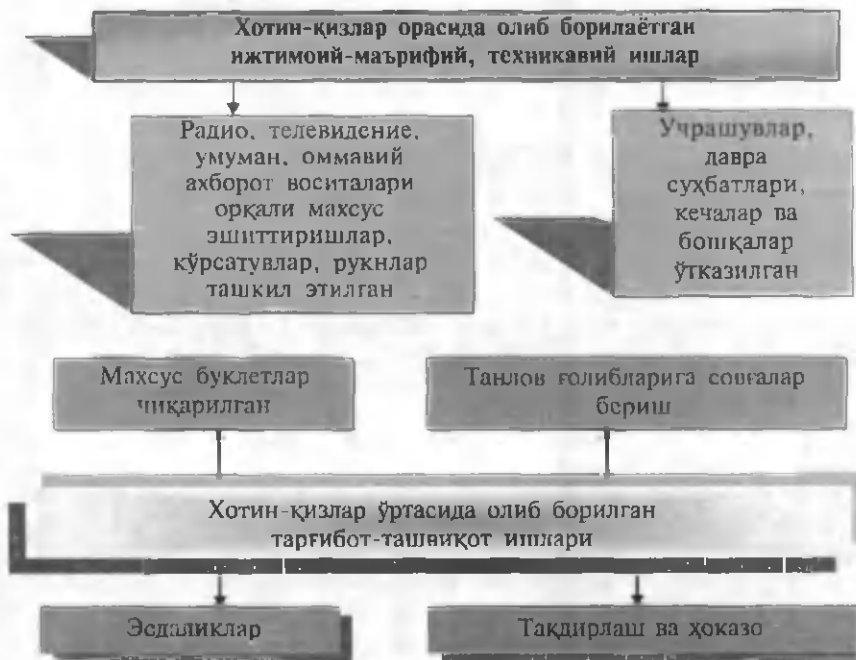 Хотин-қизлар орасида олиб борилаётган
ижтимоий-маърифий, техникавий ишлар
Радио, телевидение,
умуман, оммавий
ахборот воситалари
орқали махсус
эшиттиришлар,
кўрсатувлар, рукнлар
ташкил этилган
Учрашувлар,
давра
суҳбатлари,
кечалар ва
бошқалар
ўтказилган
Махсус буклетлар
чиқарилган
Танлов ғолибларига совғалар
бериш
Хотин-қизлар ўртасида олиб борилган
тарғибот-ташвиқот ишлари
Эсдаликлар
Тақдирлаш ва ҳоказо